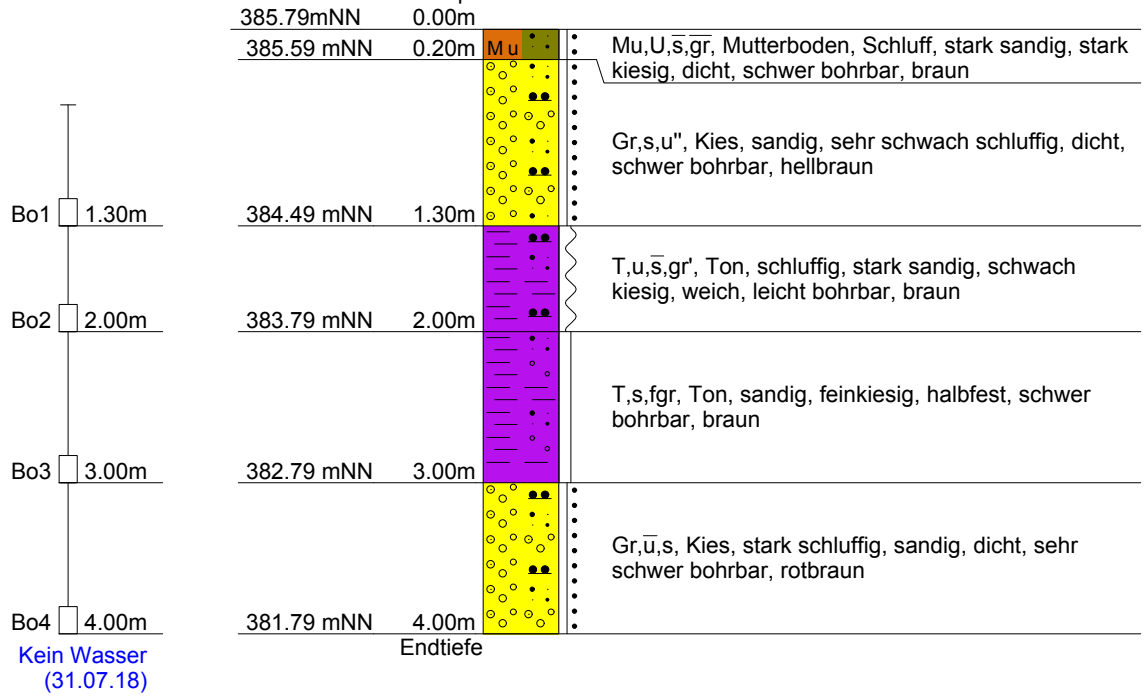 385.79mNN 0.00m
385.59 mNN 0.20m Mu
Mu,U,s̅,g̅r̅, Mutterboden, Schluff, stark sandig, stark
kiesig, dicht, schwer bohrbar, braun
Gr,s,u", Kies, sandig, sehr schwach schluffig, dicht,
schwer bohrbar, hellbraun
Bo1 1.30m 384.49 mNN 1.30m
T,u,s̅,gr', Ton, schluffig, stark sandig, schwach
kiesig, weich, leicht bohrbar, braun
Bo2 2.00m 383.79 mNN 2.00m
T,s,fgr, Ton, sandig, feinkiesig, halbfest, schwer
bohrbar, braun
Bo3 3.00m 382.79 mNN 3.00m
Gr,u̅,s, Kies, stark schluffig, sandig, dicht, sehr
schwer bohrbar, rotbraun
Bo4 4.00m 381.79 mNN 4.00m
Endtiefe
Kein Wasser
(31.07.18)